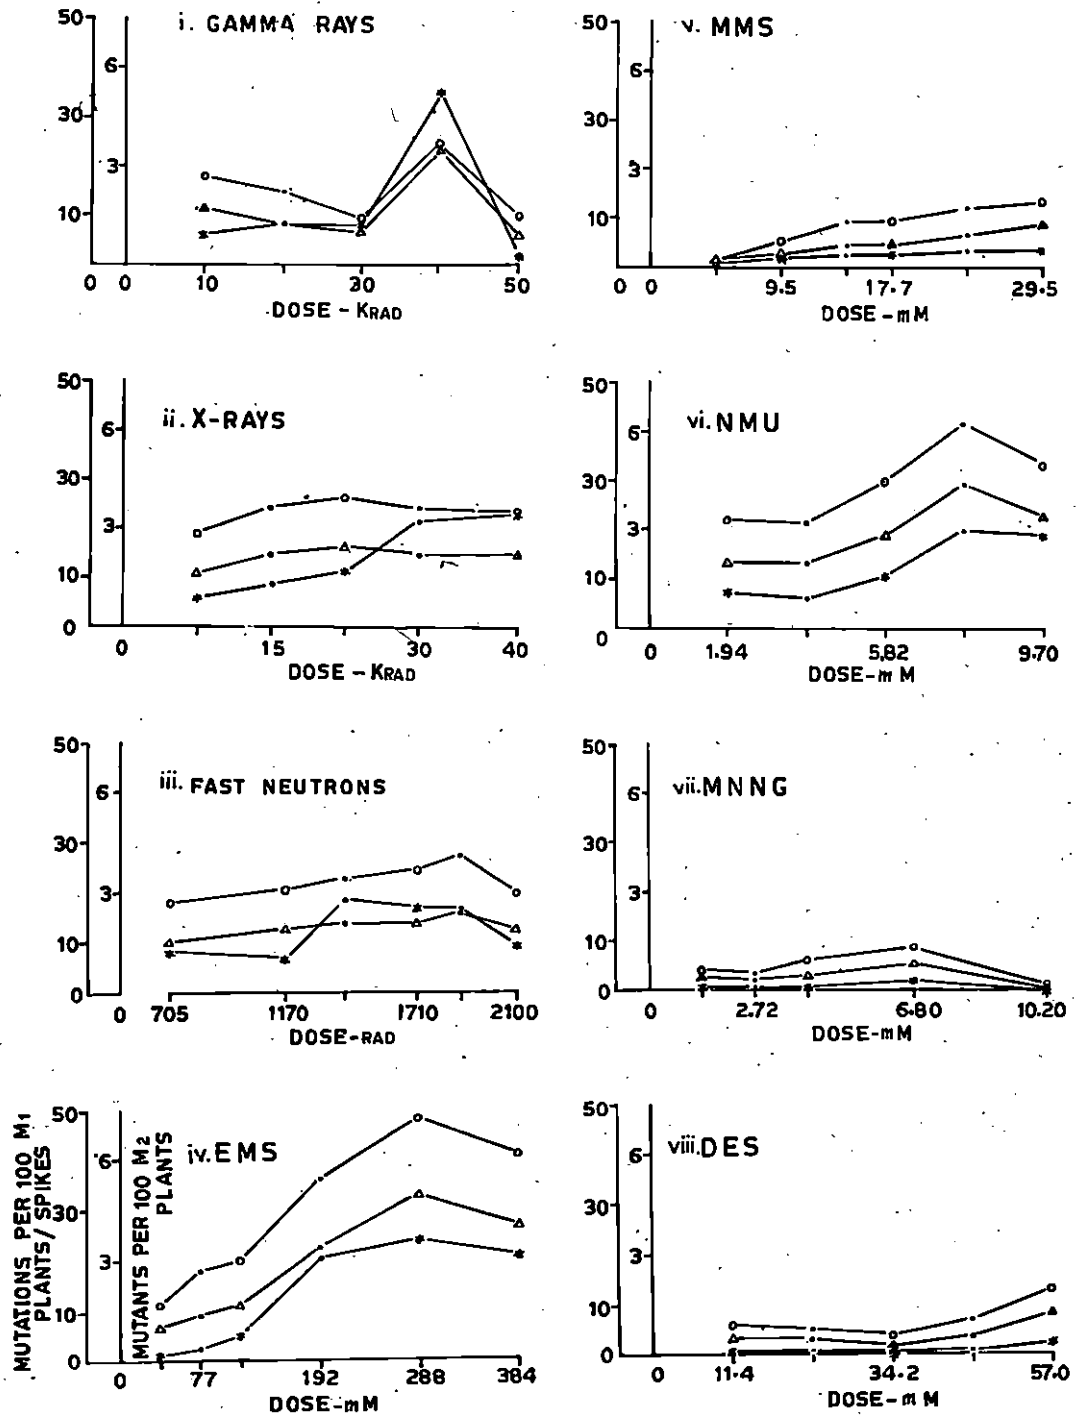 i. GAMMA RAYS
50
6
30
3
10
0 0 10 30 50
DOSE – KRAD
v. MMS
50
6
30
3
10
0 0 9.5 17.7 29.5
DOSE – mM
ii. X-RAYS
50
6
30
3
10
0
0 15 30 40
DOSE – KRAD
vi. NMU
50
6
30
3
10
0
0 1.94 5.82 9.70
DOSE-mM
iii. FAST NEUTRONS
50
6
30
3
10
0
0 705 1170 1710 2100
DOSE-RAD
vii. MNNG
50
6
30
3
10
0
0 2.72 6.80 10.20
DOSE-mM
iv. EMS
50
6
30
3
10
0
0 77 192 288 384
DOSE-mM
MUTATIONS PER 100 M1
PLANTS/ SPIKES
MUTANTS PER 100 M2
PLANTS
viii. DES
50
6
30
3
10
0
0 11.4 34.2 57.0
DOSE-mM